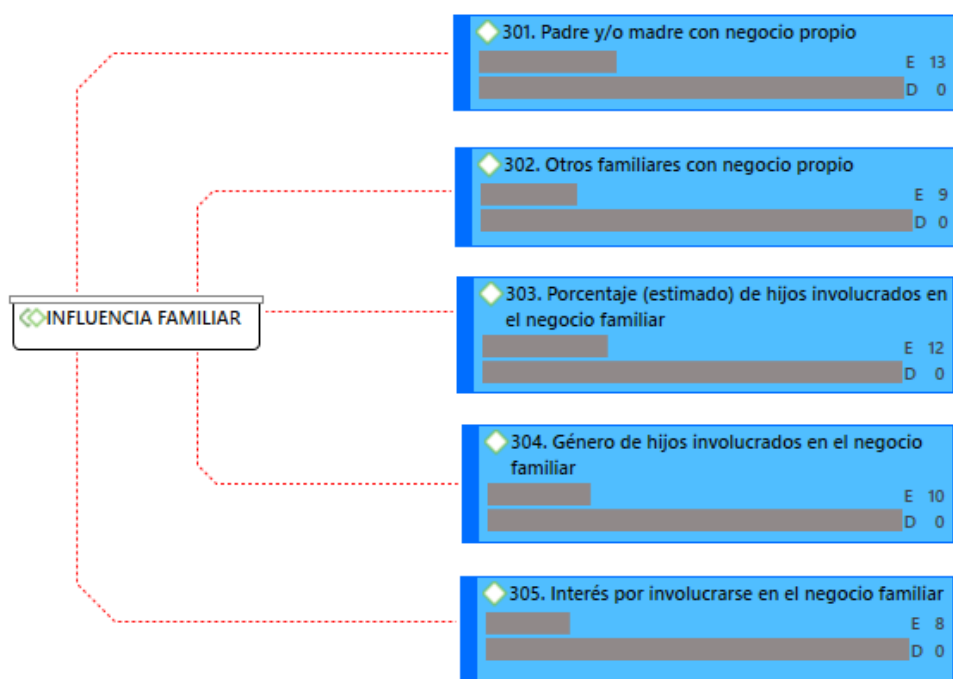 301. Padre y/o madre con negocio propio
E 13
D 0
302. Otros familiares con negocio propio
E 9
D 0
INFLUENCIA FAMILIAR
303. Porcentaje (estimado) de hijos involucrados en
el negocio familiar
E 12
D 0
304. Género de hijos involucrados en el negocio
familiar
E 10
D 0
305. Interés por involucrarse en el negocio familiar
E 8
D 0